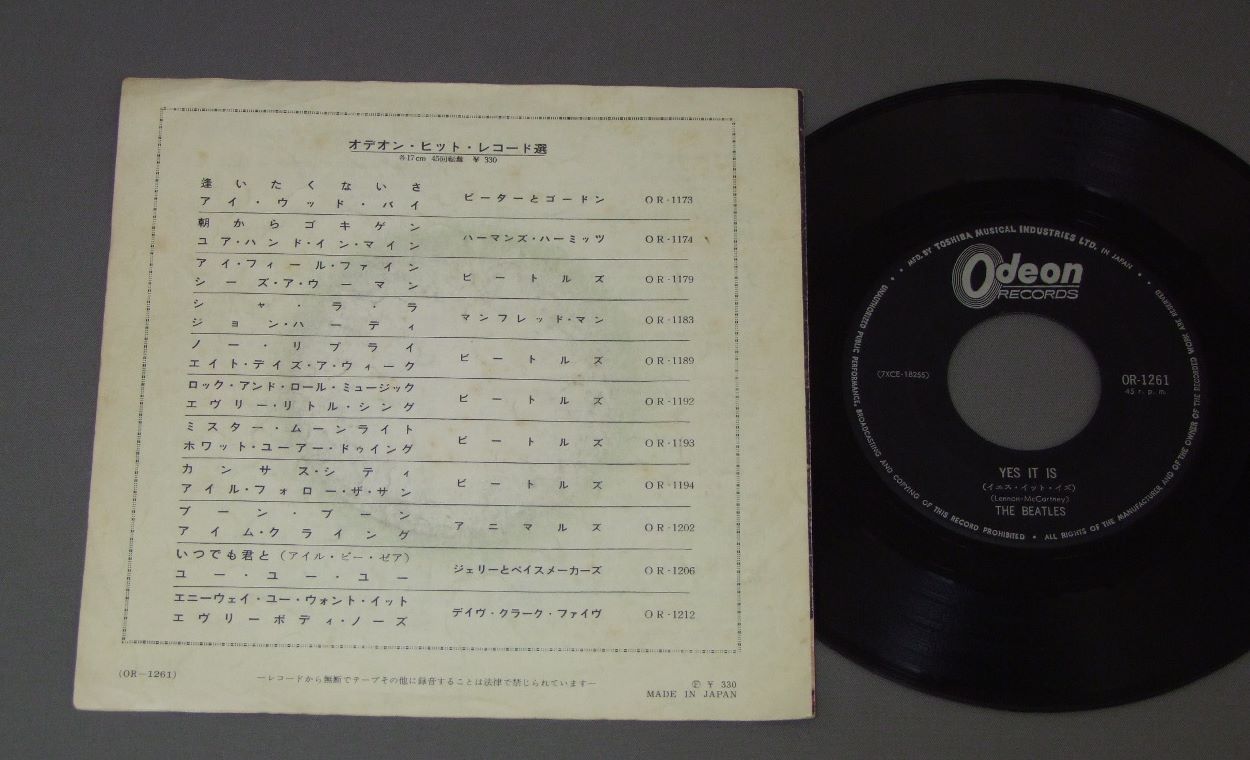 オデオン・ヒット・レコード選
各17cm 45回転盤 ¥ 330
逢いたくないさ
アイ・ウッド・バイ
ピーターとゴードン OR-1173
朝からゴキゲン
ユア・ハンド・イン・マイン
ハーマンズ・ハーミッツ OR-1174
アイ・フィール・ファイン
シーズ・ア・ウーマン
ビートルズ OR-1179
シャ・ラ・ラ
ジョン・ハーディ
マンフレッド・マン OR-1183
ノー・リプライ
エイト・デイズ・ア・ウィーク
ビートルズ OR-1189
ロック・アンド・ロール・ミュージック
エヴリー・リトル・シング
ビートルズ OR-1192
ミスター・ムーンライト
ホワット・ユーアー・ドゥイング
ビートルズ OR-1193
カンサス・シティ
アイル・フォロー・ザ・サン
ビートルズ OR-1194
ブーン・ブーン
アイム・クライング
アニマルズ OR-1202
いつでも君と(アイル・ビー・ゼア)
ユー・ユー・ユー
ジェリーとペイスメーカーズ OR-1206
エニーウェイ・ユー・ウォント・イット
エヴリーボディ・ノーズ
デイヴ・クラーク・ファイヴ OR-1212
(OR-1261)
—レコードから無断でテープその他に録音することは法律で禁じられています—
Ⓟ ¥ 330
MADE IN JAPAN
• MFD. BY TOSHIBA MUSICAL INDUSTRIES LTD. IN JAPAN •
Odeon
RECORDS
(7XCE-18255)
OR-1261
45 r. p. m.
YES IT IS
(イエス・イット・イズ)
(Lennon-McCartney)
THE BEATLES
UNAUTHORIZED PUBLIC PERFORMANCE, BROADCASTING AND COPYING OF THIS RECORD PROHIBITED • ALL RIGHTS OF THE MANUFACTURER AND OF THE OWNER OF THE RECORDED WORK ARE RESERVED